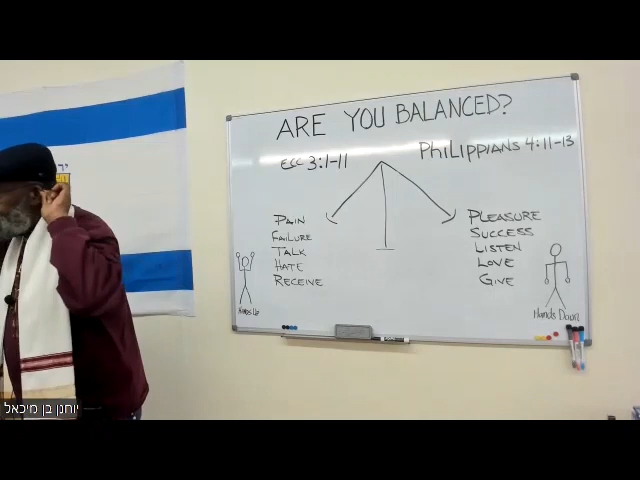 ARE YOU BALANCED?
ECC 3:1-11
PHILIPPIANS 4:11-13
PAIN
FAILURE
TALK
HATE
RECEIVE
PLEASURE
SUCCESS
LISTEN
LOVE
GIVE
Hands Up
Hands Down
יוחנן בן מיכאל